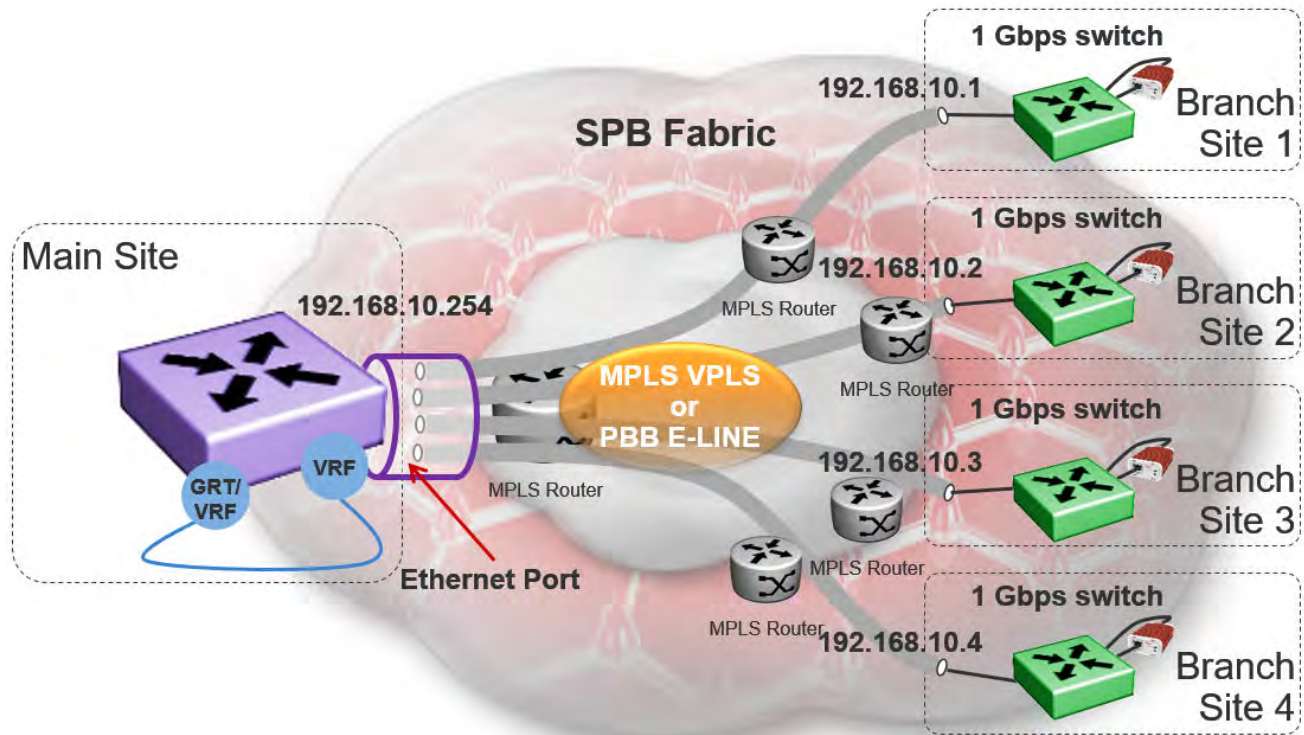 1 Gbps switch
192.168.10.1
Branch
Site 1
SPB Fabric
Main Site
192.168.10.254
MPLS Router
1 Gbps switch
192.168.10.2
Branch
Site 2
MPLS Router
MPLS VPLS
or
PBB E-LINE
1 Gbps switch
192.168.10.3
Branch
Site 3
VRF
GRT/
VRF
MPLS Router
Ethernet Port
MPLS Router
MPLS Router
1 Gbps switch
192.168.10.4
Branch
Site 4